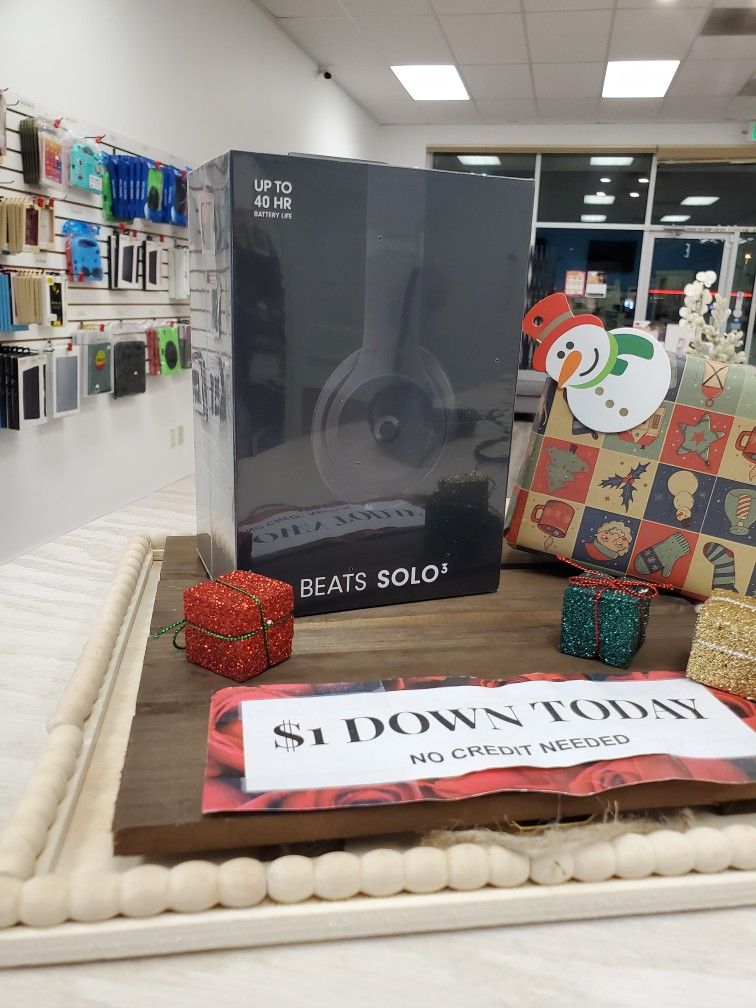 UP TO
40 HR
BATTERY LIFE
BEATS SOLO³
$1 DOWN TODAY
NO CREDIT NEEDED